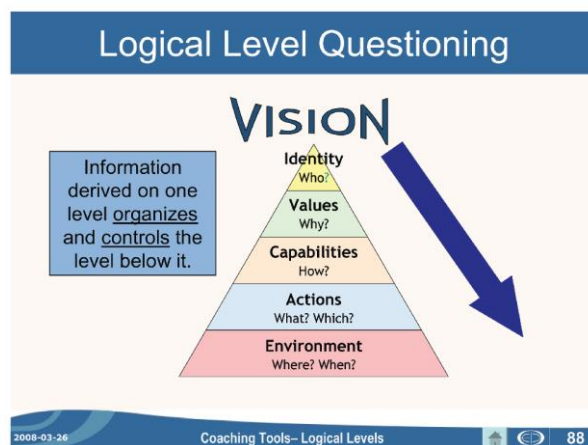 Logical Level Questioning
VISION
Information
derived on one
level organizes
and controls the
level below it.
Identity
Who?
Values
Why?
Capabilities
How?
Actions
What? Which?
Environment
Where? When?
2008-03-26
Coaching Tools– Logical Levels
88